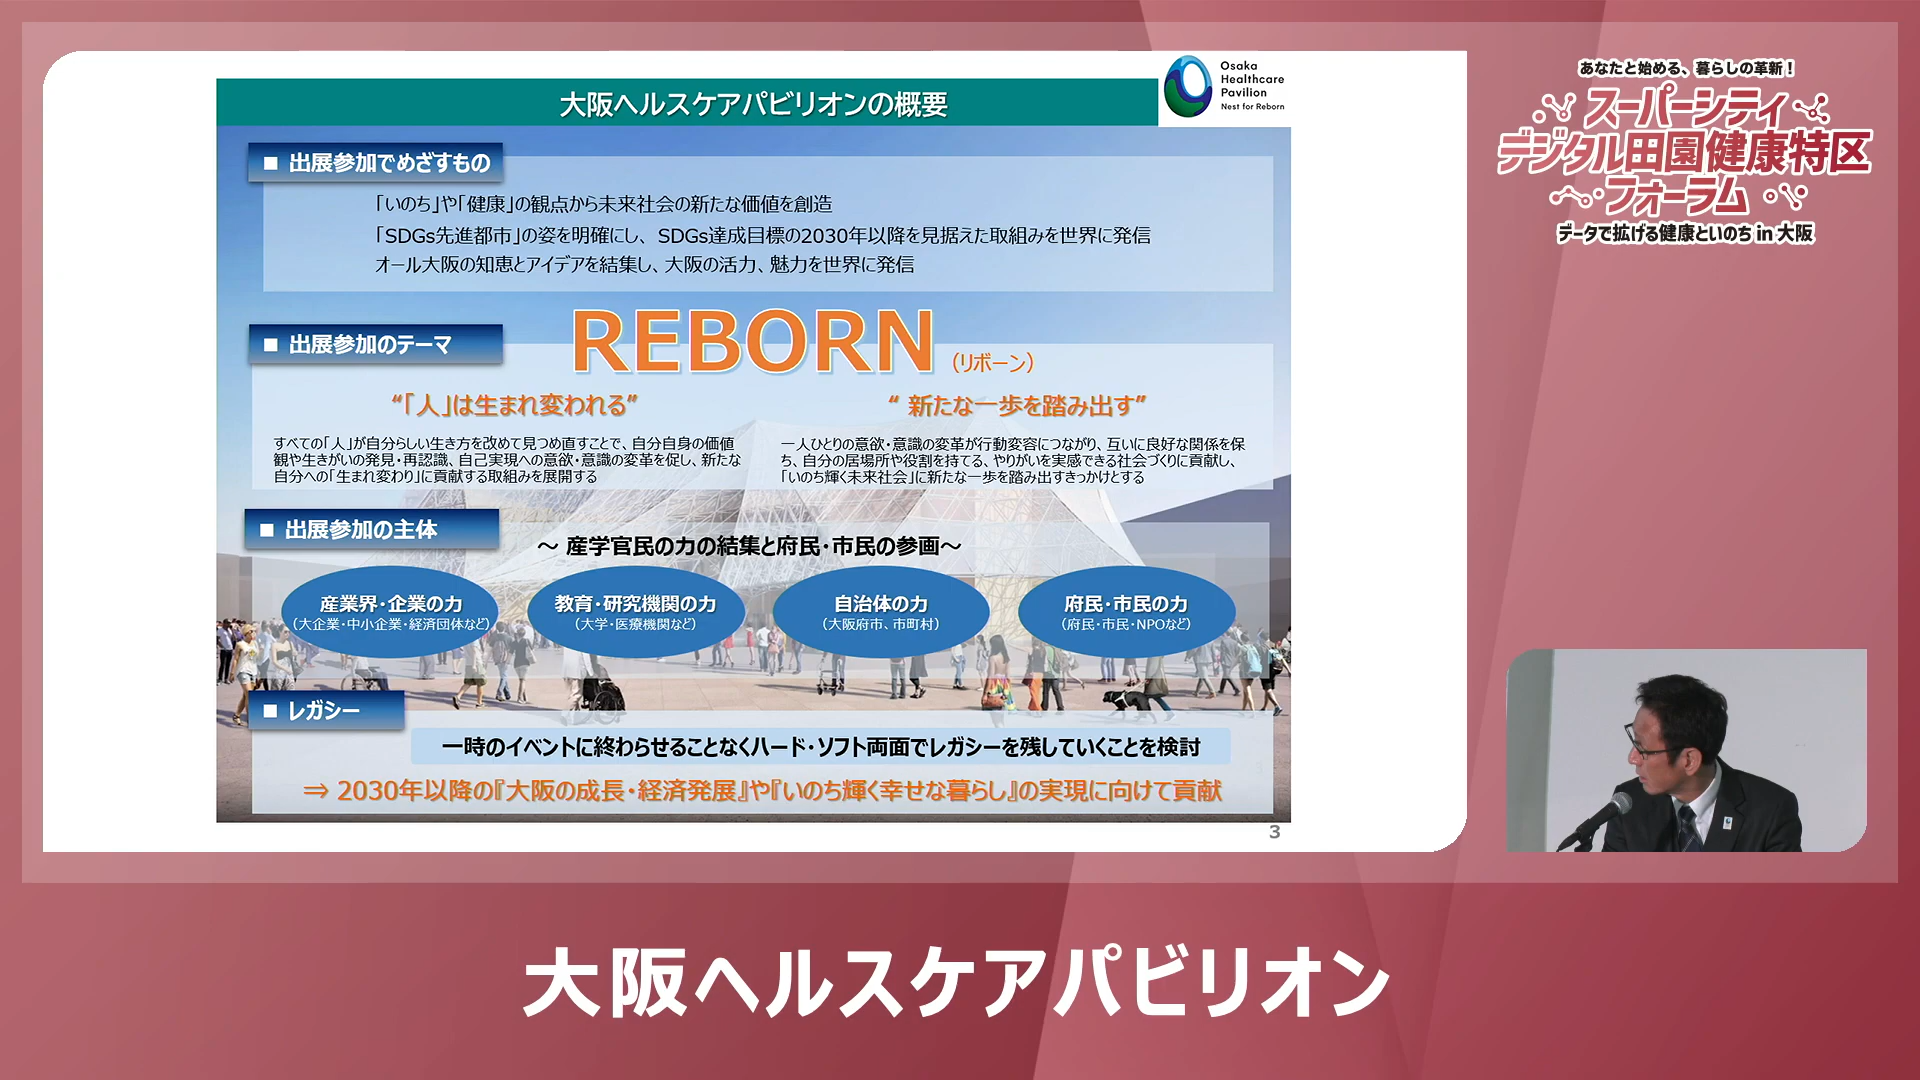 大阪ヘルスケアパビリオンの概要
Osaka
Healthcare
Pavilion
Nest for Reborn
■ 出展参加でめざすもの
「いのち」や「健康」の観点から未来社会の新たな価値を創造
「SDGs先進都市」の姿を明確にし、SDGs達成目標の2030年以降を見据えた取組みを世界に発信
オール大阪の知恵とアイデアを結集し、大阪の活力、魅力を世界に発信
■ 出展参加のテーマ
REBORN（リボーン）
“「人」は生まれ変われる”
すべての「人」が自分らしい生き方を改めて見つめ直すことで、自分自身の価値
観や生きがいの発見・再認識、自己実現への意欲・意識の変革を促し、新たな
自分への「生まれ変わり」に貢献する取組みを展開する
“ 新たな一歩を踏み出す”
一人ひとりの意欲・意識の変革が行動変容につながり、互いに良好な関係を保
ち、自分の居場所や役割を持てる、やりがいを実感できる社会づくりに貢献し、
「いのち輝く未来社会」に新たな一歩を踏み出すきっかけとする
■ 出展参加の主体
～ 産学官民の力の結集と府民・市民の参画～
産業界・企業の力
（大企業・中小企業・経済団体など）
教育・研究機関の力
（大学・医療機関など）
自治体の力
（大阪府市、市町村）
府民・市民の力
（府民・市民・NPOなど）
■ レガシー
一時のイベントに終わらせることなくハード・ソフト両面でレガシーを残していくことを検討
⇒ 2030年以降の『大阪の成長・経済発展』や『いのち輝く幸せな暮らし』の実現に向けて貢献
3
あなたと始める、暮らしの革新！
スーパーシティ
デジタル田園健康特区
フォーラム
データで拡げる健康といのち in 大阪
大阪ヘルスケアパビリオン